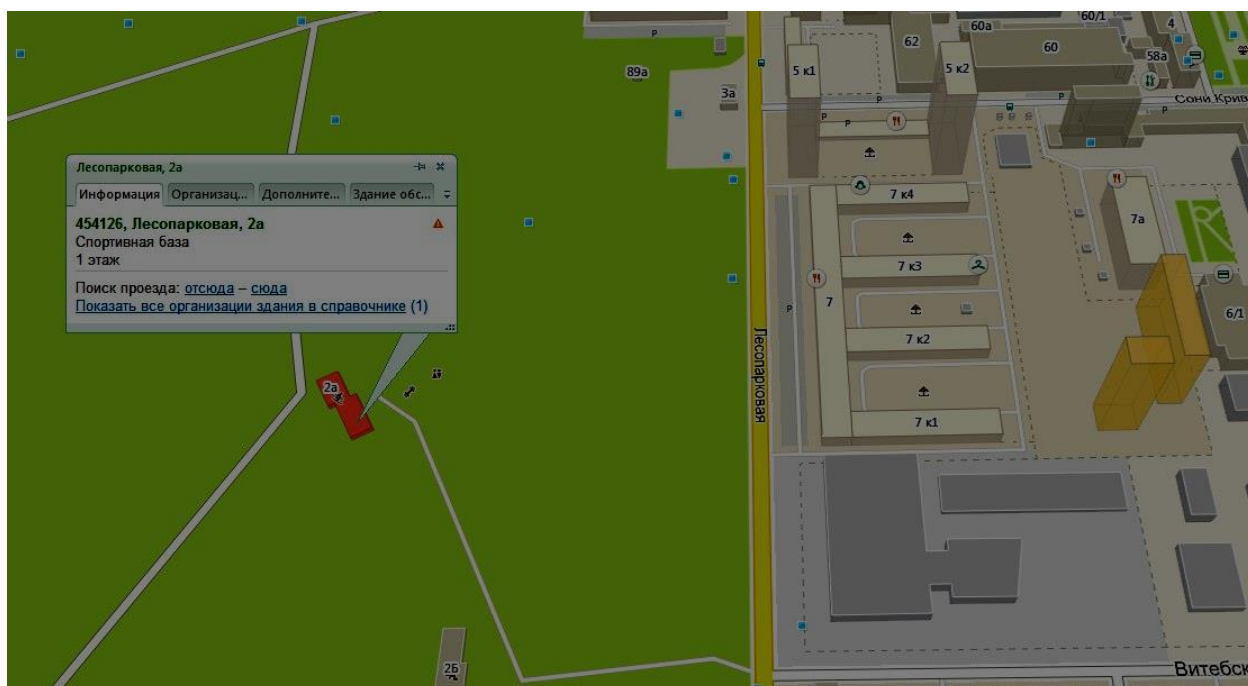 60/1
4
60а
62
60
58а
5 к1
5 к2
P
89а
3а
Сони Крив
P
P
P
P
P
Лесопарковая, 2а
Информация
Организац...
Дополните...
Здание обс...
454126, Лесопарковая, 2а
Спортивная база
1 этаж
Поиск проезда: отсюда – сюда
Показать все организации здания в справочнике (1)
7 к4
7а
7 к3
7
P
6/1
7 к2
Лесопарковая
2а
7 к1
2Б
Витебск